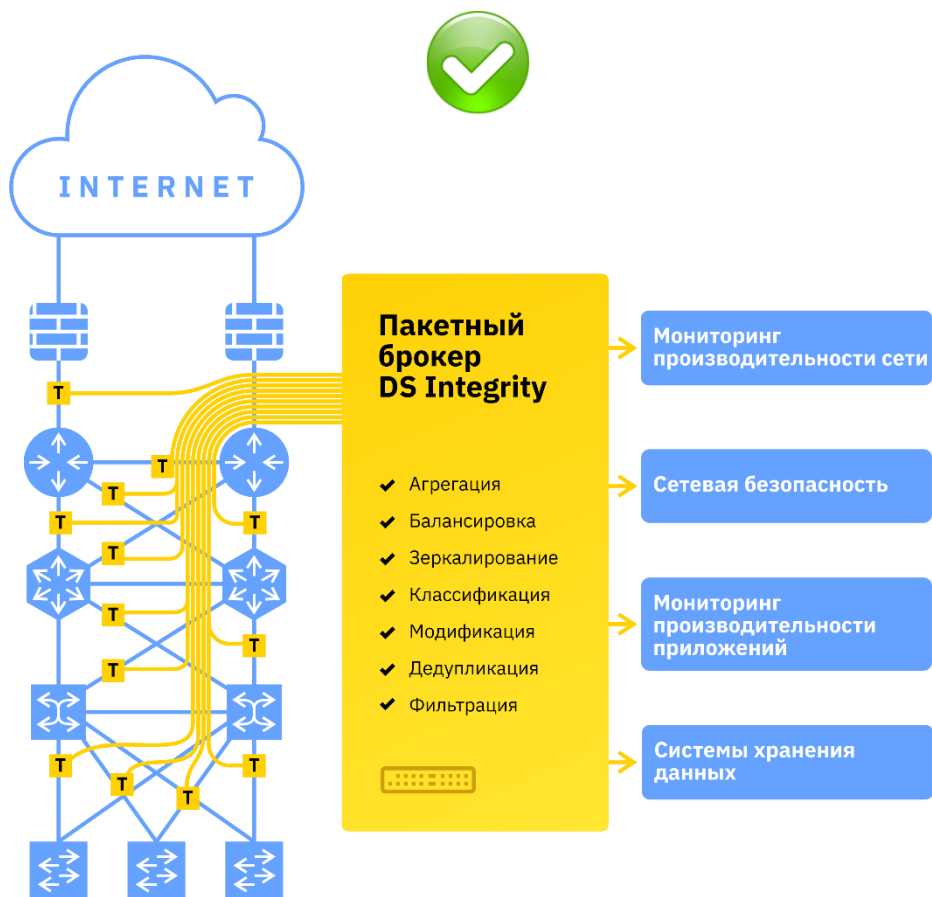 INTERNET
Пакетный
брокер
DS Integrity
Агрегация
Балансировка
Зеркалирование
Классификация
Модификация
Дедупликация
Фильтрация
Мониторинг
производительности сети
Сетевая безопасность
Мониторинг
производительности
приложений
Системы хранения
данных
T
T
T
T
T
T
T
T
T
T
T
T
T
T